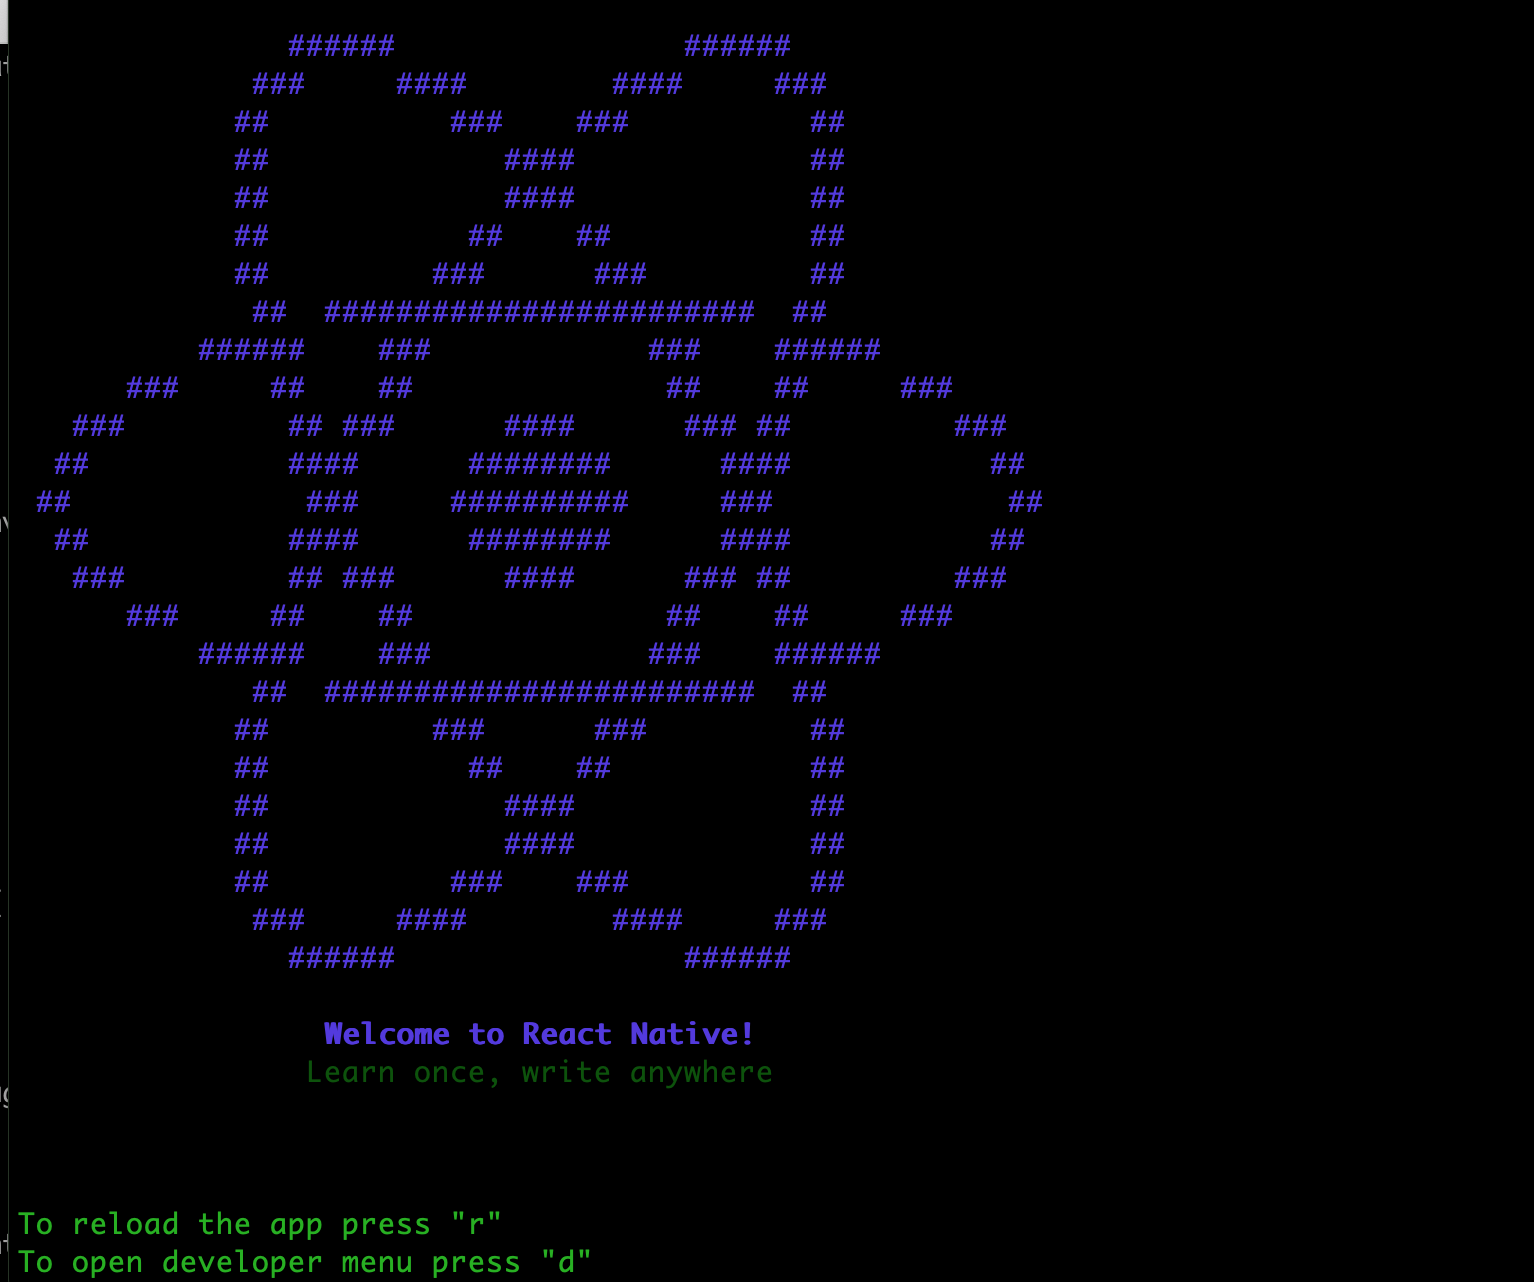 Welcome to React Native!
Learn once, write anywhere
To reload the app press "r"
To open developer menu press "d"